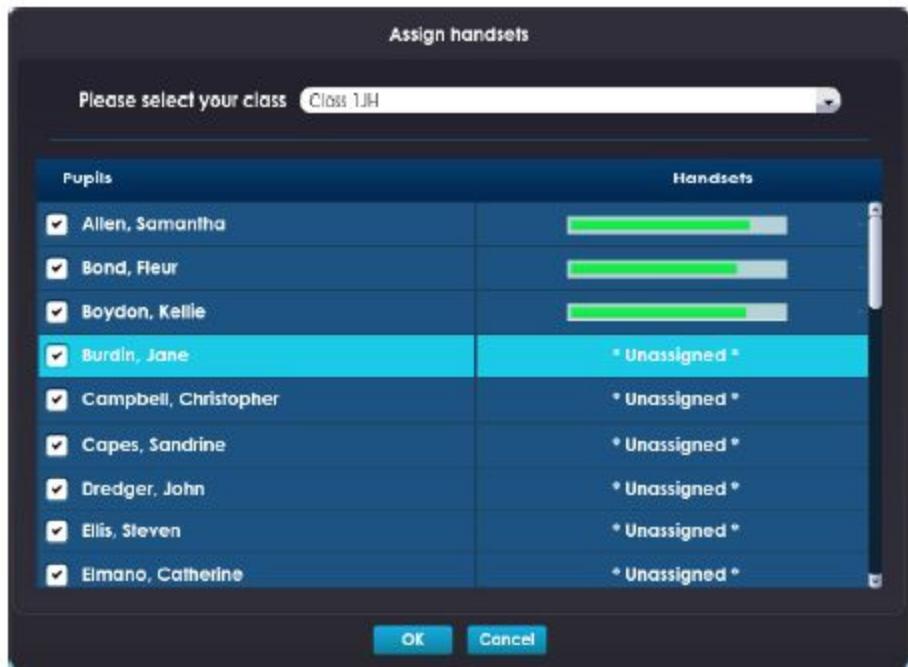 Assign handsets
Please select your class Class 1JH
Pupils Handsets
Allen, Samantha
Bond, Fleur
Boydon, Kellie
Burdin, Jane * Unassigned *
Campbell, Christopher * Unassigned *
Capes, Sandrine * Unassigned *
Dredger, John * Unassigned *
Ellis, Steven * Unassigned *
Elmano, Catherine * Unassigned *
OK Cancel